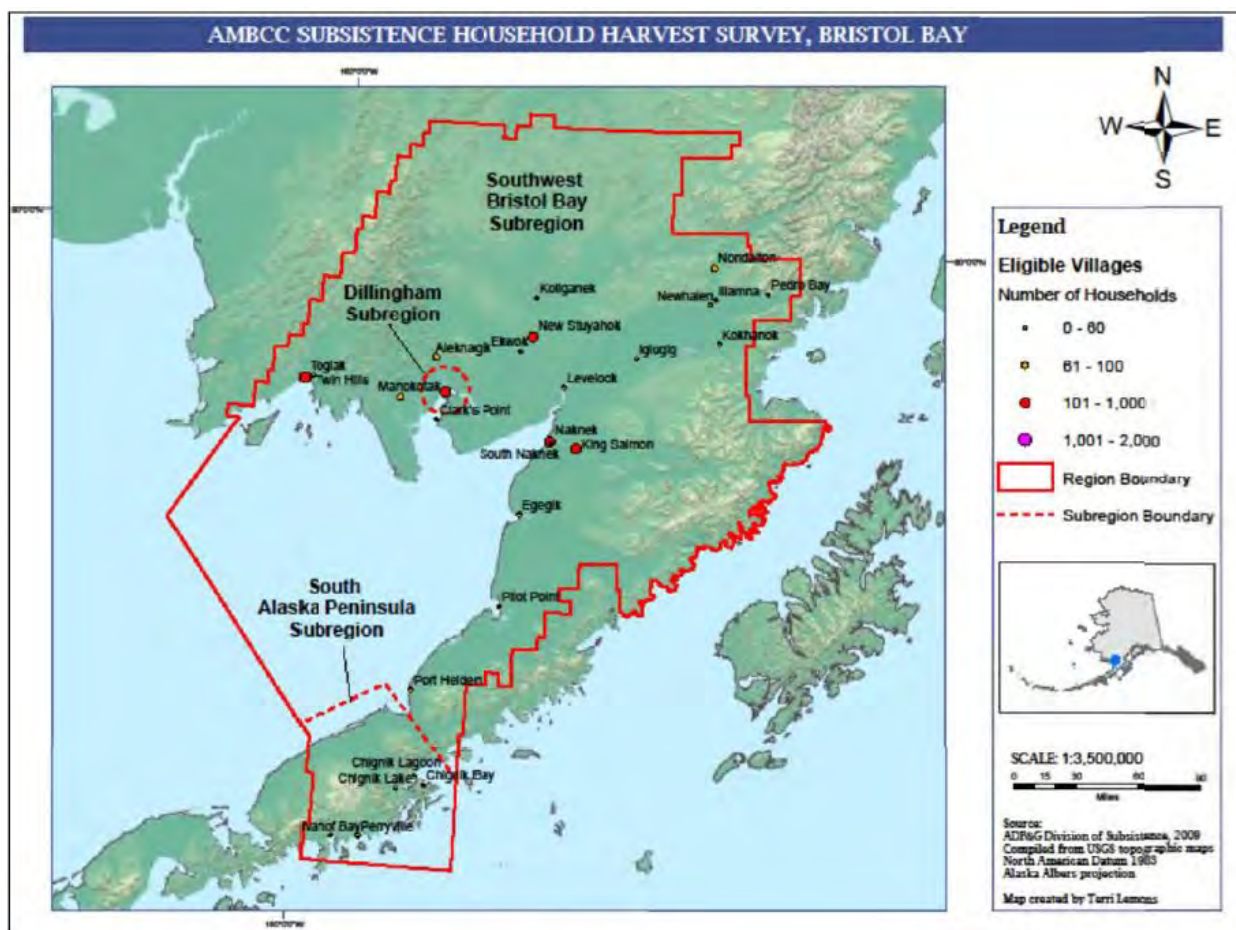 AMBCC SUBSISTENCE HOUSEHOLD HARVEST SURVEY, BRISTOL BAY
N
W
E
S
Southwest
Bristol Bay
Subregion
Dillingham
Subregion
Nondalton
Koliganek
Newhalen
Iliamna
Pedro Bay
New Stuyahok
Ekwok
Aleknagik
Igiugig
Kokhanok
Togiak
Twin Hills
Manokotak
Levelock
Clark's Point
Naknek
South Naknek
King Salmon
Egegik
Pilot Point
South
Alaska Peninsula
Subregion
Port Heiden
Chignik Lagoon
Chignik Lake
Chignik Bay
Ivanof Bay
Perryville
Legend
Eligible Villages
Number of Households
0 - 60
61 - 100
101 - 1,000
1,001 - 2,000
Region Boundary
Subregion Boundary
SCALE: 1:3,500,000
0 15 30 60 90
Miles
Source:
ADF&G Division of Subsistence, 2009
Compiled from USGS topographic maps
North American Datum 1983
Alaska Albers projection
Map created by Terri Lemons